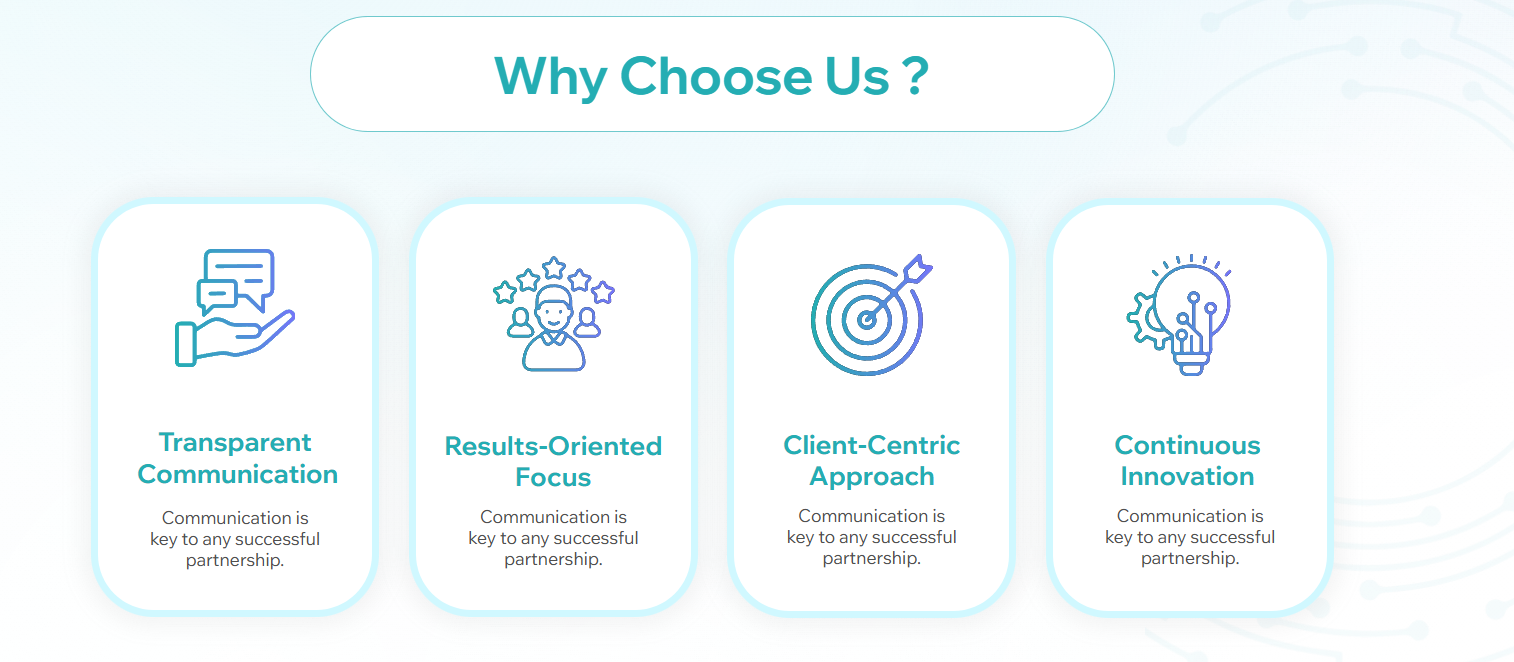 Why Choose Us ?
Transparent
Communication
Communication is
key to any successful
partnership.
Results-Oriented
Focus
Communication is
key to any successful
partnership.
Client-Centric
Approach
Communication is
key to any successful
partnership.
Continuous
Innovation
Communication is
key to any successful
partnership.